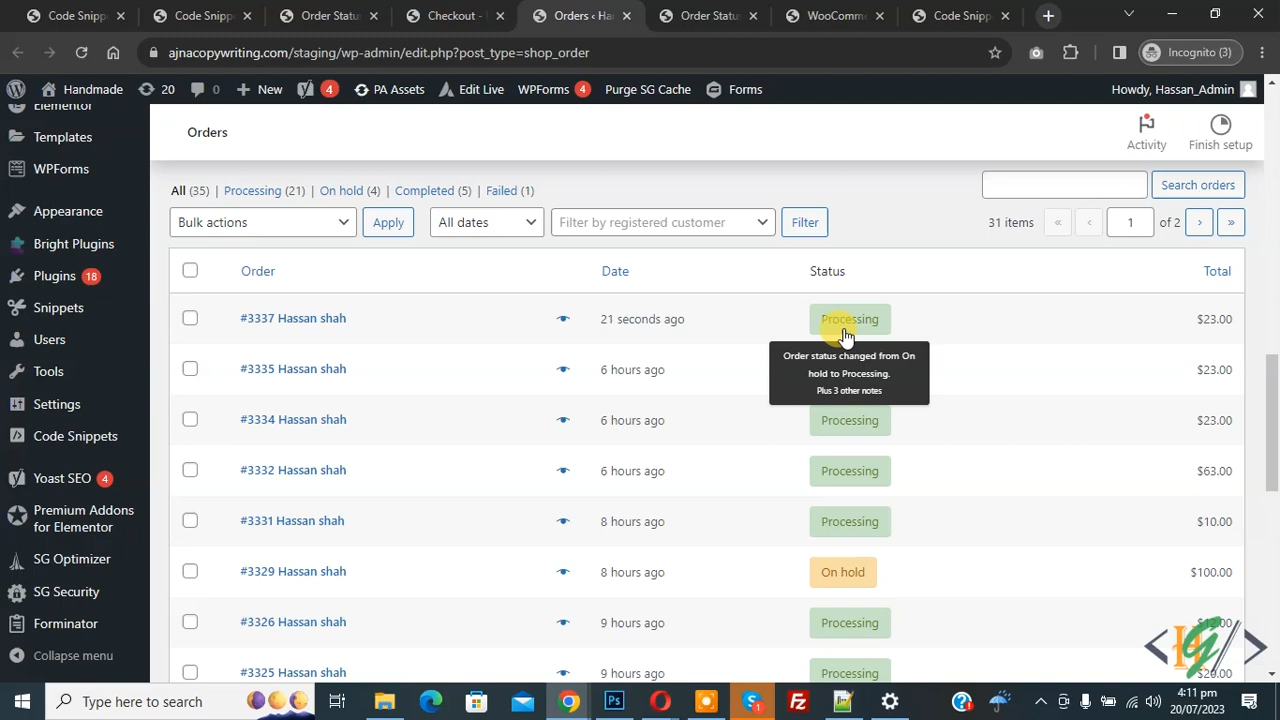 Code Snippet
Code Snippet
Order Statu
Checkout -
Orders ‹ Ha
Order Statu
WooComme
Code Snipp
ajnacopywriting.com/staging/wp-admin/edit.php?post_type=shop_order
Incognito (3)
Handmade
20
0
New
4
PA Assets
Edit Live
WPForms 4
Purge SG Cache
Forms
Howdy, Hassan_Admin
Elementor
Templates
WPForms
Appearance
Bright Plugins
Plugins 18
Snippets
Users
Tools
Settings
Code Snippets
Yoast SEO 4
Premium Addons
for Elementor
SG Optimizer
SG Security
Forminator
Collapse menu
Orders
Activity
Finish setup
All (35) | Processing (21) | On hold (4) | Completed (5) | Failed (1)
Search orders
Bulk actions
Apply
All dates
Filter by registered customer
Filter
31 items « ‹ 1 of 2 › »
Order Date Status Total
#3337 Hassan shah 21 seconds ago Processing $23.00
Order status changed from On
hold to Processing.
Plus 3 other notes
#3335 Hassan shah 6 hours ago $23.00
#3334 Hassan shah 6 hours ago Processing $23.00
#3332 Hassan shah 6 hours ago Processing $63.00
#3331 Hassan shah 8 hours ago Processing $10.00
#3329 Hassan shah 8 hours ago On hold $100.00
#3326 Hassan shah 9 hours ago Processing $12.00
#3325 Hassan shah 9 hours ago Processing $20.00
Type here to search
4:11 pm
20/07/2023